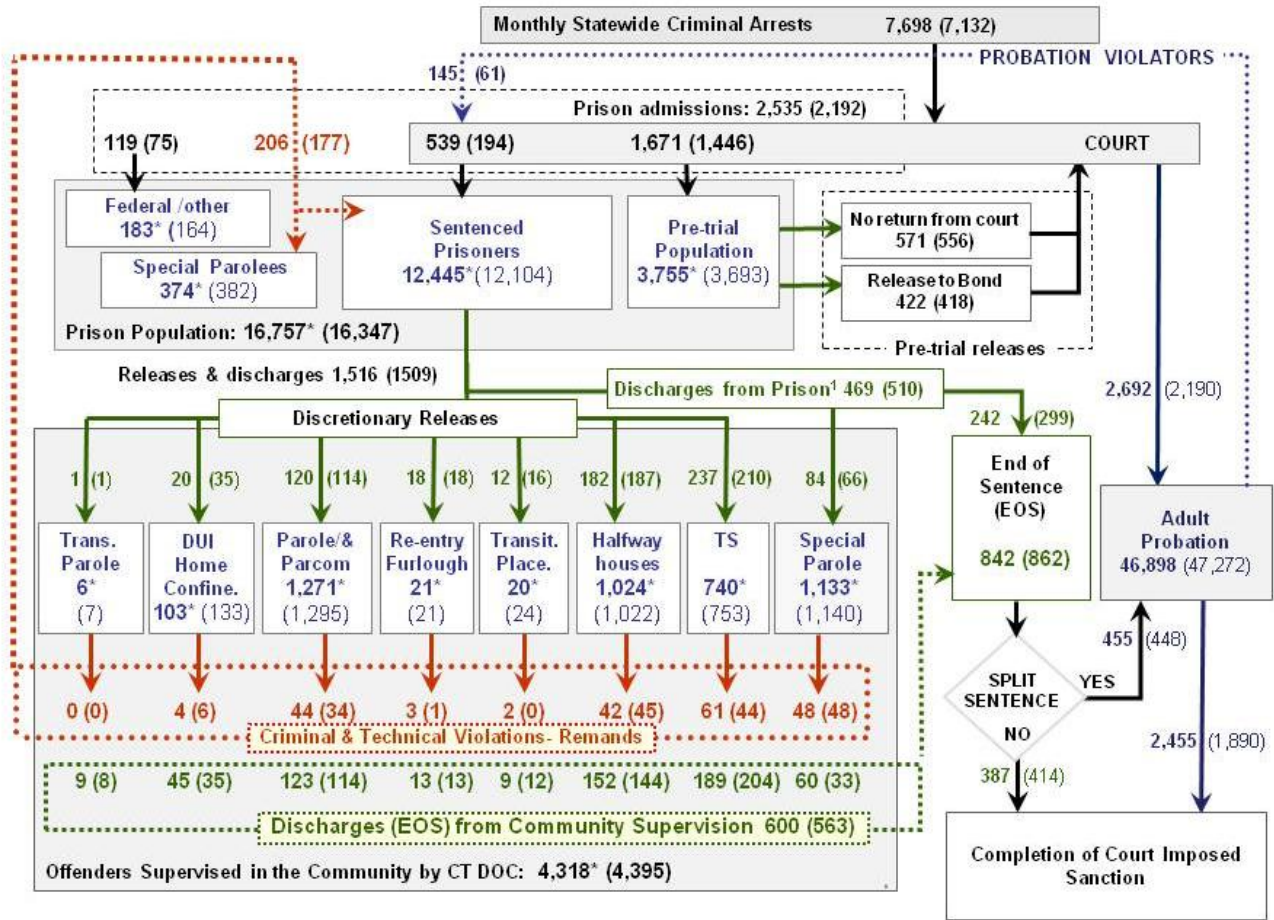 Monthly Statewide Criminal Arrests 7,698 (7,132)
PROBATION VIOLATORS
145 (61)
Prison admissions: 2,535 (2,192)
119 (75) 206 (177) 539 (194) 1,671 (1,446) COURT
Federal /other
183* (164)
Special Parolees
374* (382)
Sentenced
Prisoners
12,445* (12,104)
Pre-trial
Population
3,755* (3,693)
No return from court
571 (556)
Release to Bond
422 (418)
Pre-trial releases
Prison Population: 16,757* (16,347)
Releases & discharges 1,516 (1509)
Discharges from Prison¹ 469 (510)
2,692 (2,190)
Discretionary Releases
242 (299)
1 (1) 20 (35) 120 (114) 18 (18) 12 (16) 182 (187) 237 (210) 84 (66)
End of
Sentence
(EOS)
842 (862)
Adult
Probation
46,898 (47,272)
Trans.
Parole
6*
(7)
DUI
Home
Confine.
103* (133)
Parole/&
Parcom
1,271*
(1,295)
Re-entry
Furlough
21*
(21)
Transit.
Place.
20*
(24)
Halfway
houses
1,024*
(1,022)
TS
740*
(753)
Special
Parole
1,133*
(1,140)
455 (448)
SPLIT
SENTENCE
YES
NO
0 (0) 4 (6) 44 (34) 3 (1) 2 (0) 42 (45) 61 (44) 48 (48)
Criminal & Technical Violations- Remands
2,455 (1,890)
387 (414)
9 (8) 45 (35) 123 (114) 13 (13) 9 (12) 152 (144) 189 (204) 60 (33)
Discharges (EOS) from Community Supervision 600 (563)
Completion of Court Imposed
Sanction
Offenders Supervised in the Community by CT DOC: 4,318* (4,395)